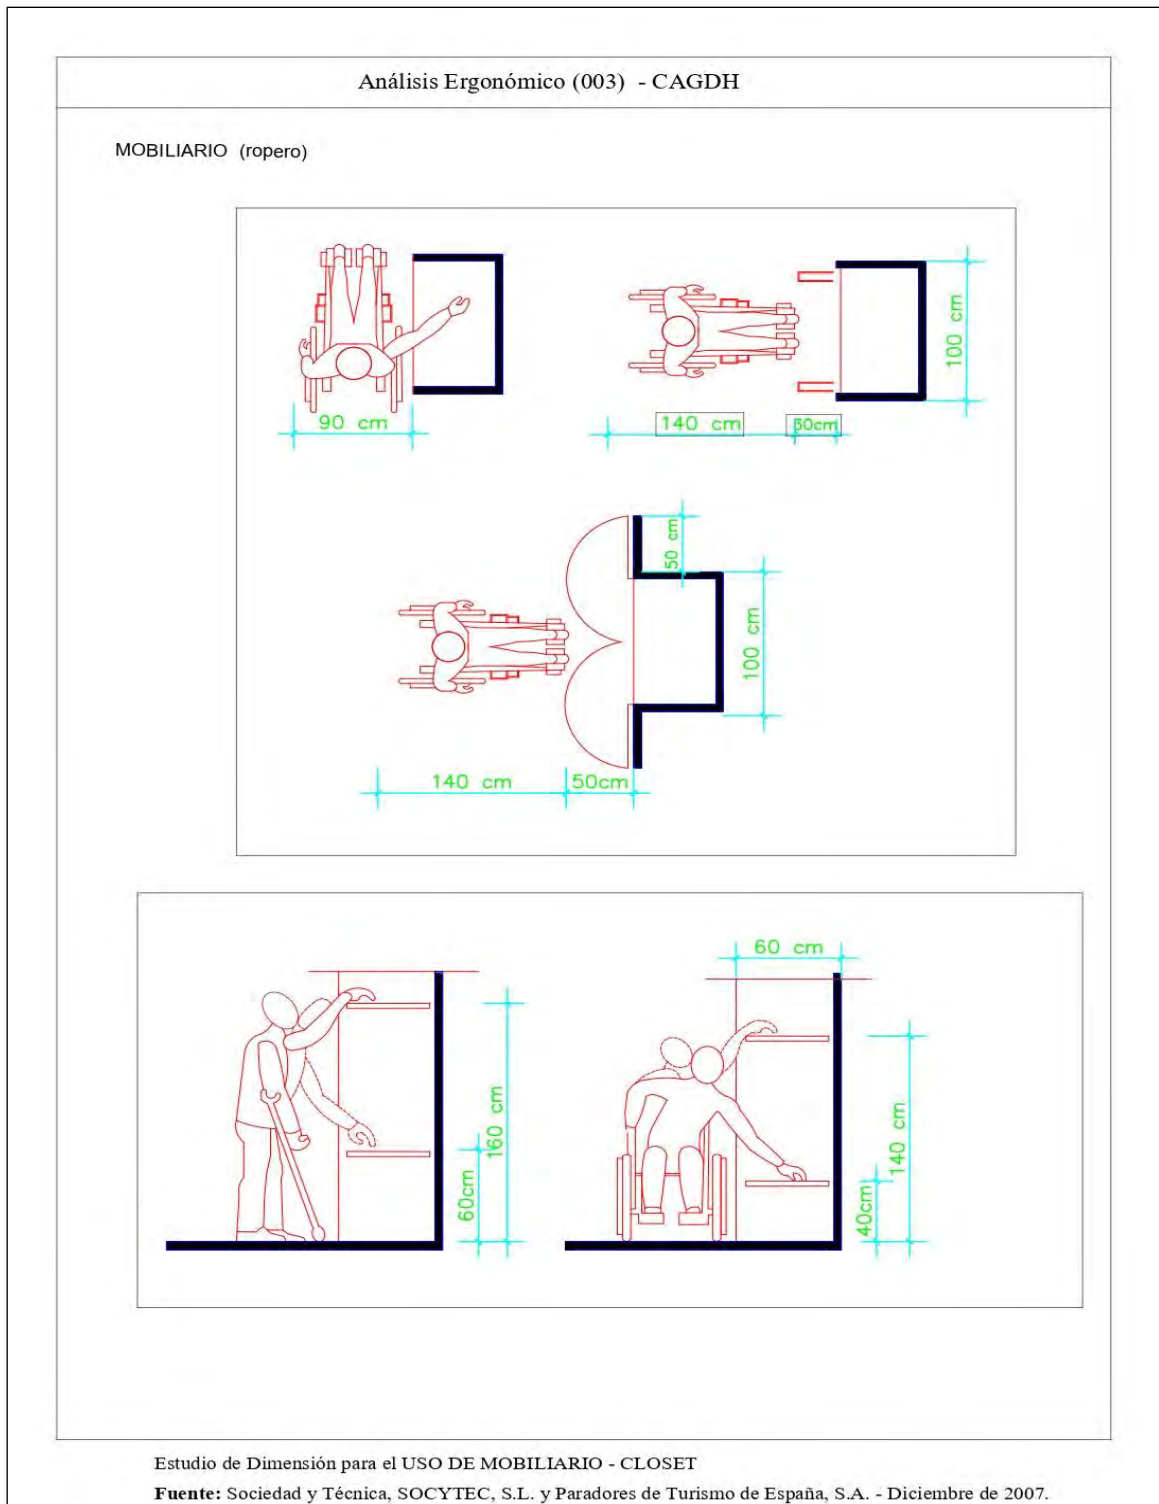 Análisis Ergonómico (003) - CAGDH
MOBILIARIO (ropero)
90 cm
140 cm
30cm
100 cm
50 cm
100 cm
140 cm
50cm
60 cm
160 cm
60cm
140 cm
40cm
Estudio de Dimensión para el USO DE MOBILIARIO - CLOSET
Fuente: Sociedad y Técnica, SOCYTEC, S.L. y Paradores de Turismo de España, S.A. - Diciembre de 2007.